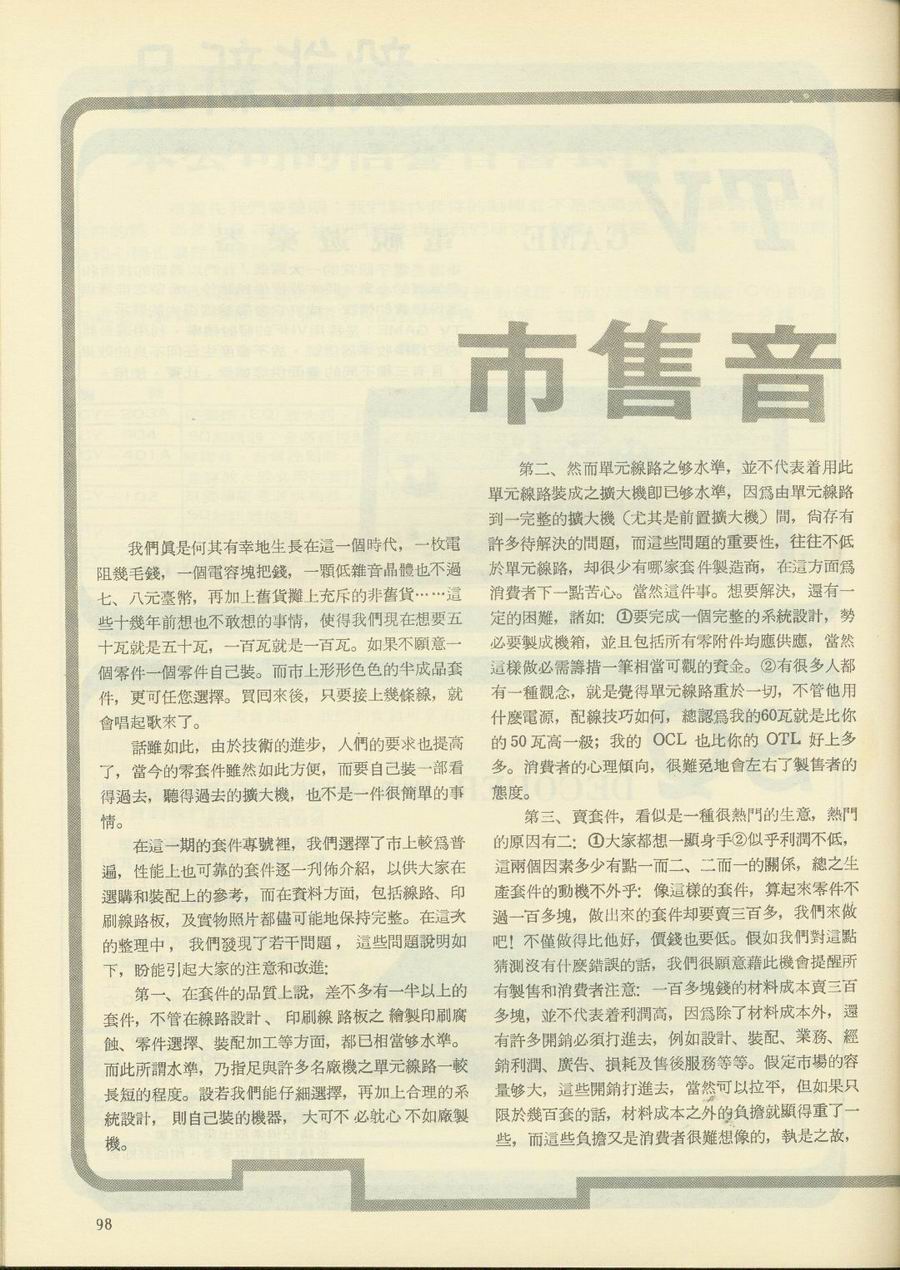 市售音
我們眞是何其有幸地生長在這一個時代，一枚電
阻幾毛錢，一個電容塊把錢，一顆低雜音晶體也不過
七、八元臺幣，再加上舊貨攤上充斥的非舊貨……這
些十幾年前想也不敢想的事情，使得我們現在想要五
十瓦就是五十瓦，一百瓦就是一百瓦。如果不願意一
個零件一個零件自己裝。而市上形形色色的半成品套
件，更可任您選擇。買囘來後，只要接上幾條線，就
會唱起歌來了。
話雖如此，由於技術的進步，人們的要求也提高
了，當今的零套件雖然如此方便，而要自己裝一部看
得過去，聽得過去的擴大機，也不是一件很簡單的事
情。
在這一期的套件專號裡，我們選擇了市上較爲普
遍，性能上也可靠的套件逐一刋佈介紹，以供大家在
選購和裝配上的參考，而在資料方面，包括線路、印
刷線路板，及實物照片都儘可能地保持完整。在這次
的整理中，我們發現了若干問題，這些問題說明如
下，盼能引起大家的注意和改進：
第一、在套件的品質上說，差不多有一半以上的
套件，不管在線路設計、印刷線路板之繪製印刷腐
蝕、零件選擇、裝配加工等方面，都已相當够水準。
而此所謂水準，乃指足與許多名廠機之單元線路一較
長短的程度。設若我們能仔細選擇，再加上合理的系
統設計，則自己裝的機器，大可不必躭心不如廠製
機。
第二、然而單元線路之够水準，並不代表着用此
單元線路裝成之擴大機卽已够水準，因爲由單元線路
到一完整的擴大機（尤其是前置擴大機）間，尙存有
許多待解決的問題，而這些問題的重要性，往往不低
於單元線路，却很少有哪家套件製造商，在這方面爲
消費者下一點苦心。當然這件事。想要解決，還有一
定的困難，諸如：①要完成一個完整的系統設計，勢
必要製成機箱，並且包括所有零附件均應供應，當然
這樣做必需籌措一筆相當可觀的資金。②有很多人都
有一種觀念，就是覺得單元線路重於一切，不管他用
什麼電源，配線技巧如何，總認爲我的60瓦就是比你
的 50 瓦高一級；我的 OCL 也比你的 OTL 好上多
多。消費者的心理傾向，很難免地會左右了製售者的
態度。
第三、賣套件，看似是一種很熱門的生意，熱門
的原因有二：①大家都想一顯身手②似乎利潤不低，
這兩個因素多少有點一而二、二而一的關係，總之生
產套件的動機不外乎：像這樣的套件，算起來零件不
過一百多塊，做出來的套件却要賣三百多，我們來做
吧！不僅做得比他好，價錢也要低。假如我們對這點
猜測沒有什麼錯誤的話，我們很願意藉此機會提醒所
有製售和消費者注意：一百多塊錢的材料成本賣三百
多塊，並不代表着利潤高，因爲除了材料成本外，還
有許多開銷必須打進去，例如設計、裝配、業務、經
銷利潤、廣告、損耗及售後服務等等。假定市場的容
量够大，這些開銷打進去，當然可以拉平，但如果只
限於幾百套的話，材料成本之外的負擔就顯得重了一
些，而這些負擔又是消費者很難想像的，執是之故，
98